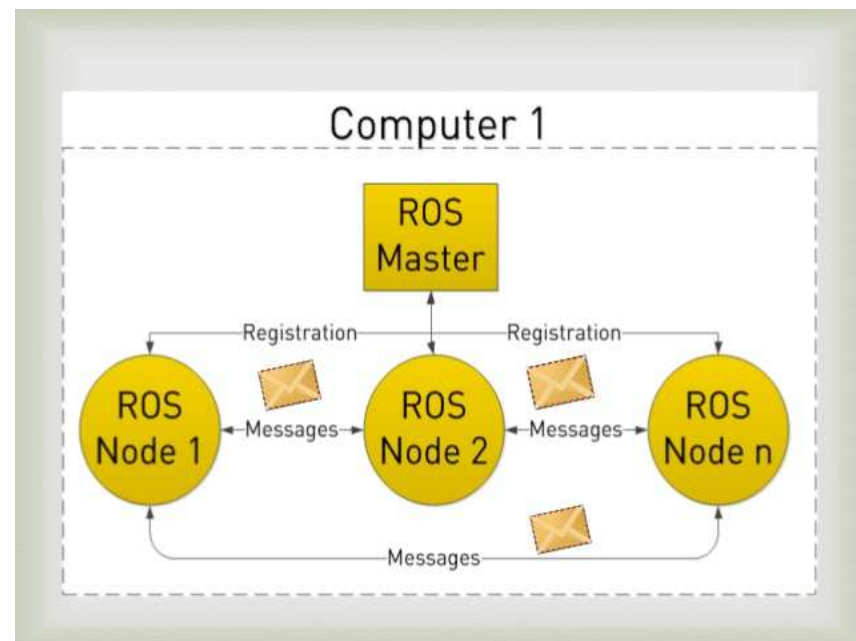 Computer 1
ROS
Master
Registration
Registration
ROS
Node 1
Messages
ROS
Node 2
Messages
ROS
Node n
Messages